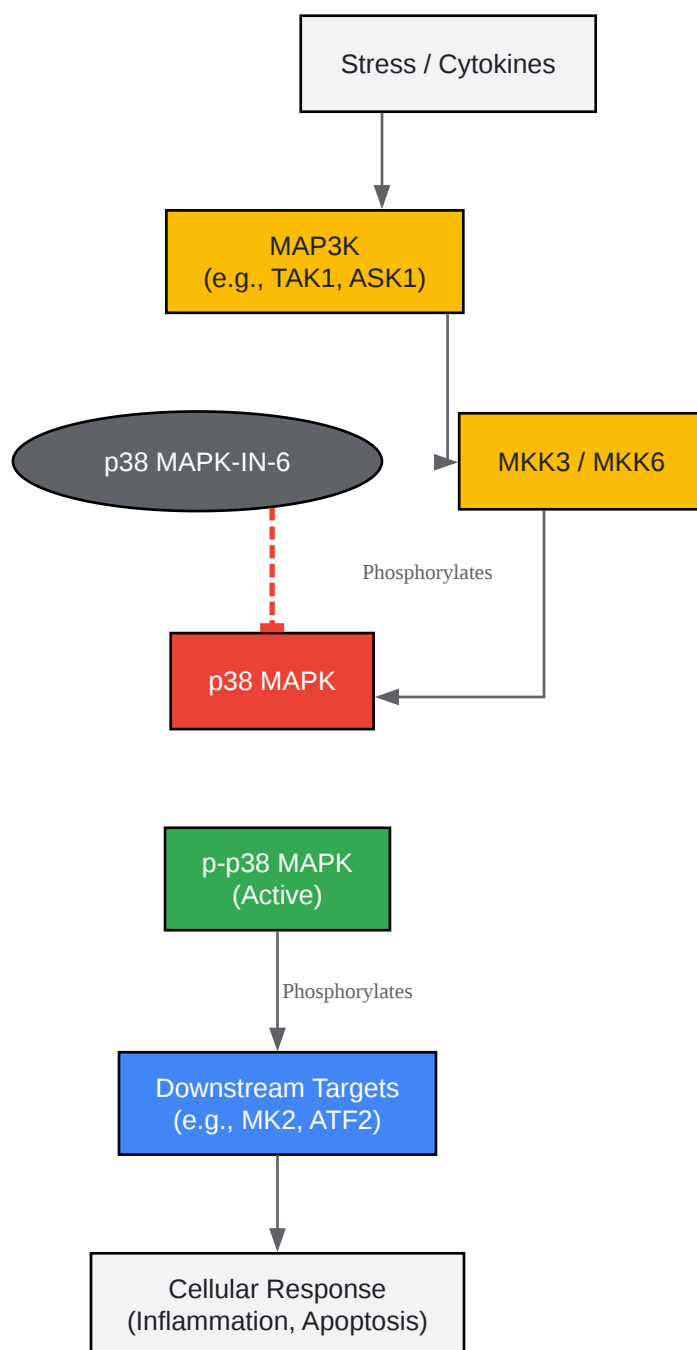 Stress / Cytokines
MAP3K
(e.g., TAK1, ASK1)
p38 MAPK-IN-6
MKK3 / MKK6
Phosphorylates
p38 MAPK
p-p38 MAPK
(Active)
Phosphorylates
Downstream Targets
(e.g., MK2, ATF2)
Cellular Response
(Inflammation, Apoptosis)